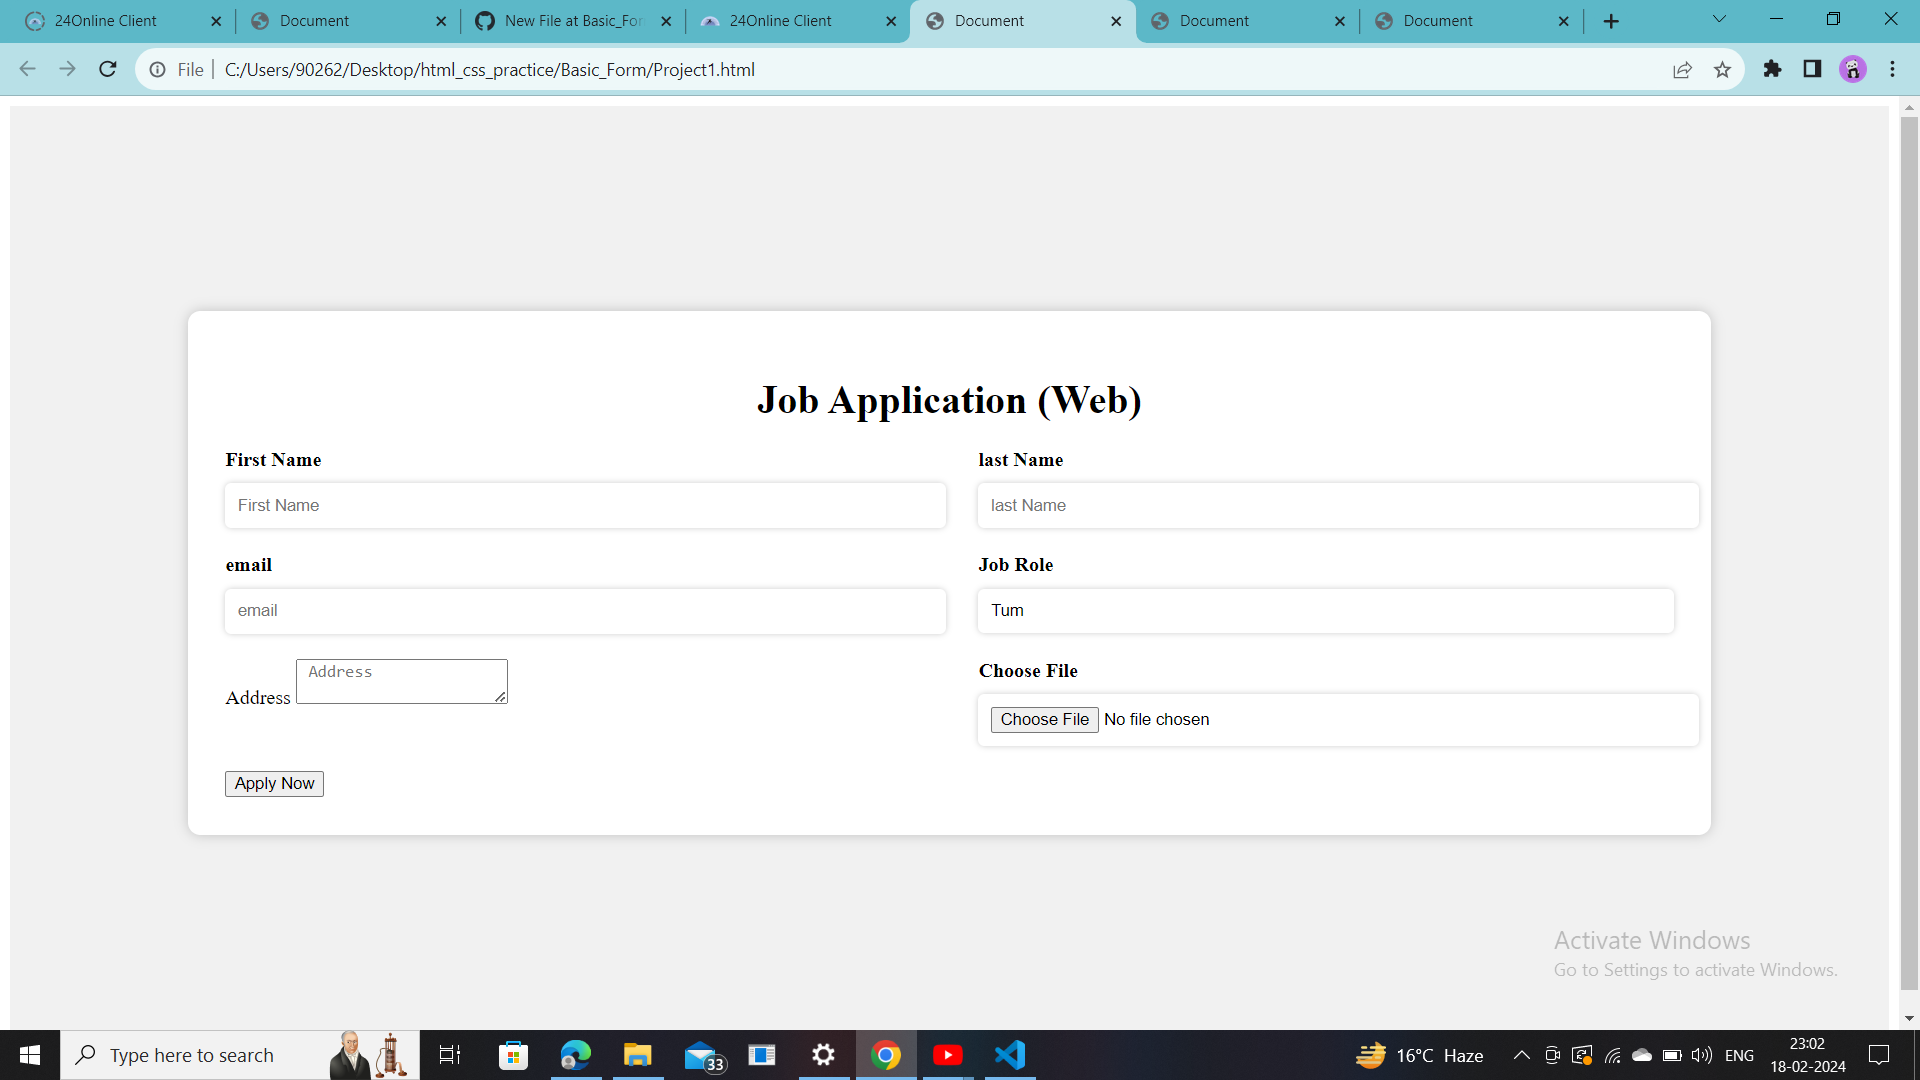 24Online Client
Document
New File at Basic_For
24Online Client
Document
Document
Document
File
C:/Users/90262/Desktop/html_css_practice/Basic_Form/Project1.html
Job Application (Web)
First Name
last Name
First Name
last Name
email
Job Role
email
Tum
Address
Address
Choose File
Choose File No file chosen
Apply Now
Activate Windows
Go to Settings to activate Windows.
Type here to search
33
16°C Haze
ENG
23:02
18-02-2024